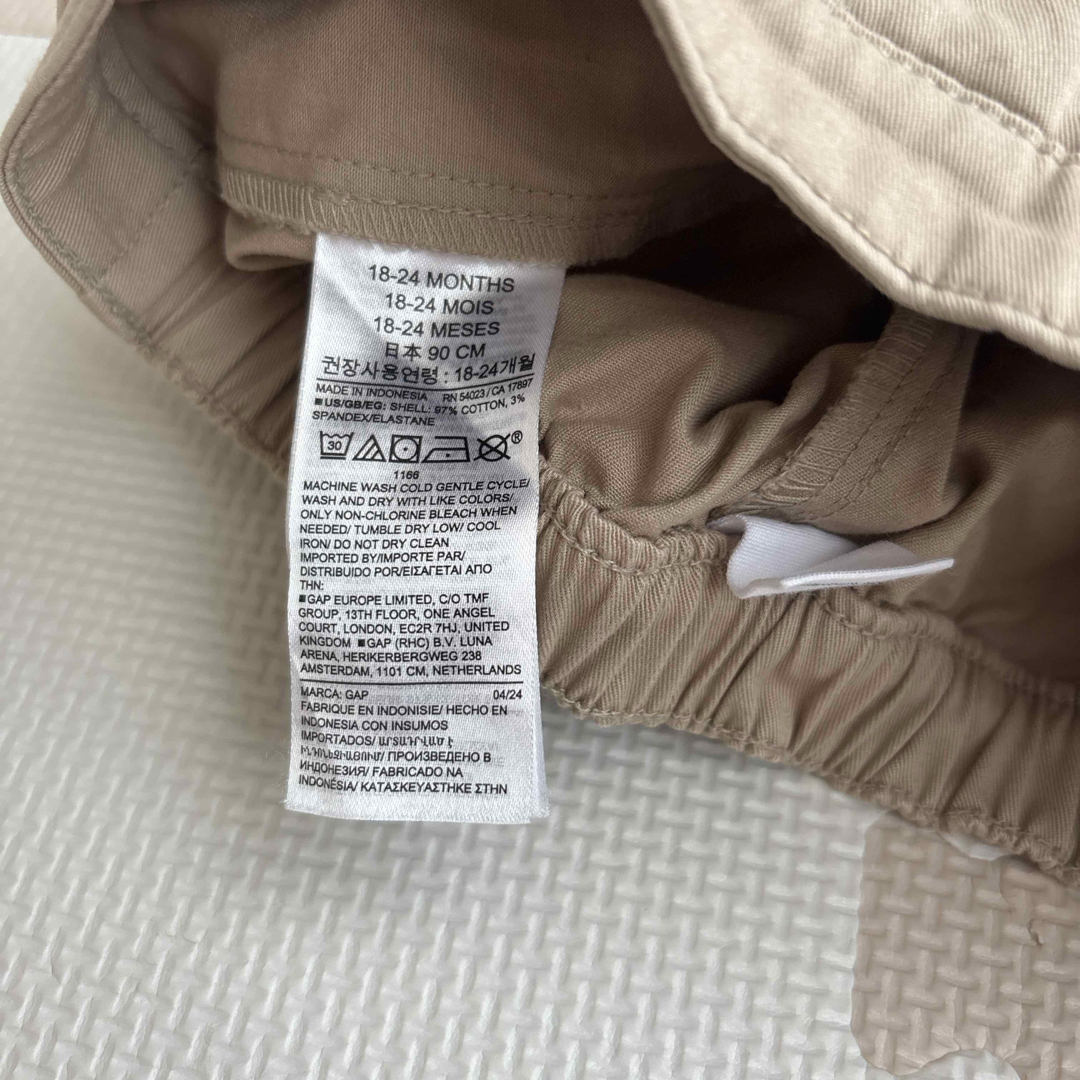 18-24 MONTHS
18-24 MOIS
18-24 MESES
日本 90 CM
권장사용연령 : 18-24개월
MADE IN INDONESIA RN 54023 / CA 17897
■US/GB/EG: SHELL: 97% COTTON, 3%
SPANDEX/ELASTANE
30 ®
1166
MACHINE WASH COLD GENTLE CYCLE/
WASH AND DRY WITH LIKE COLORS/
ONLY NON-CHLORINE BLEACH WHEN
NEEDED/ TUMBLE DRY LOW/ COOL
IRON/ DO NOT DRY CLEAN
IMPORTED BY/IMPORTE PAR/
DISTRIBUIDO POR/ΕΙΣΑΓΕΤΑΙ ΑΠΟ
ΤΗΝ:
■GAP EUROPE LIMITED, C/O TMF
GROUP, 13TH FLOOR, ONE ANGEL
COURT, LONDON, EC2R 7HJ, UNITED
KINGDOM ■GAP (RHC) B.V. LUNA
ARENA, HERIKERBERGWEG 238
AMSTERDAM, 1101 CM, NETHERLANDS
MARCA: GAP 04/24
FABRIQUE EN INDONISIE/ HECHO EN
INDONESIA CON INSUMOS
IMPORTADOS/
ПРОИЗВЕДЕНО В
ИНДОНЕЗИЯ/ FABRICADO NA
INDONÉSIA/ ΚΑΤΑΣΚΕΥΑΣΤΗΚΕ ΣΤΗΝ